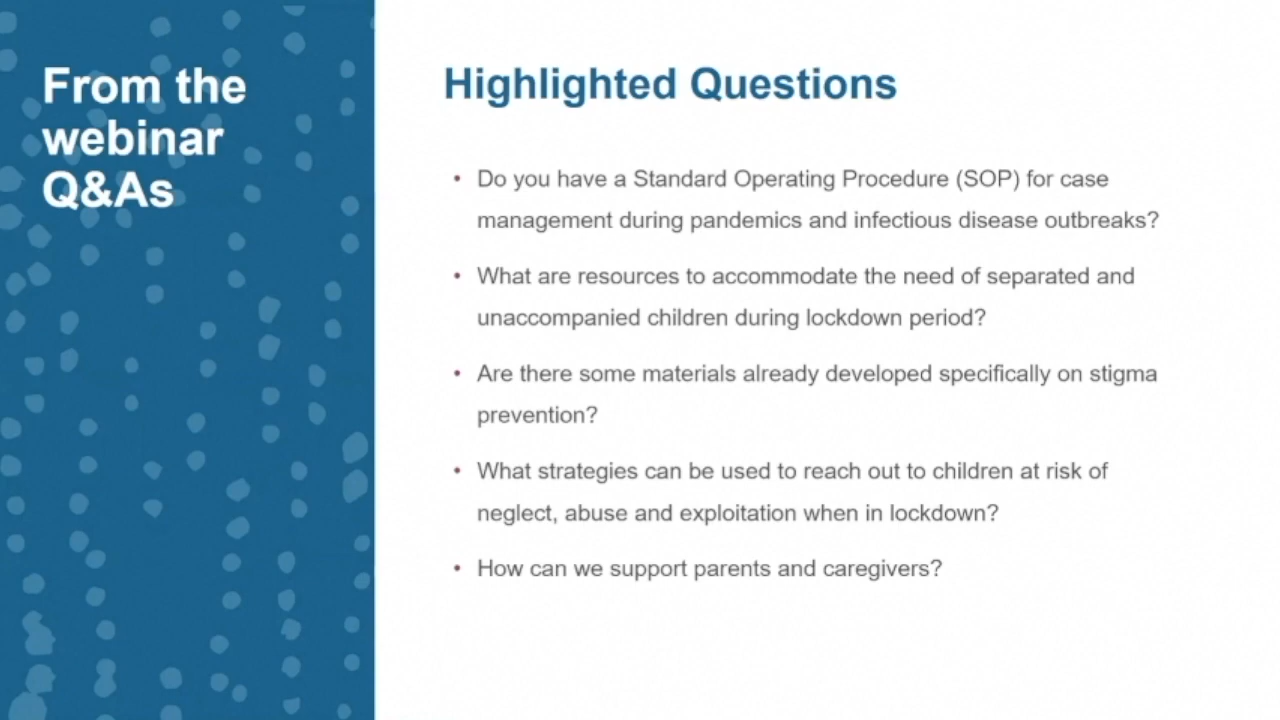 From the
webinar
Q&As
Highlighted Questions
• Do you have a Standard Operating Procedure (SOP) for case
management during pandemics and infectious disease outbreaks?
• What are resources to accommodate the need of separated and
unaccompanied children during lockdown period?
• Are there some materials already developed specifically on stigma
prevention?
• What strategies can be used to reach out to children at risk of
neglect, abuse and exploitation when in lockdown?
• How can we support parents and caregivers?